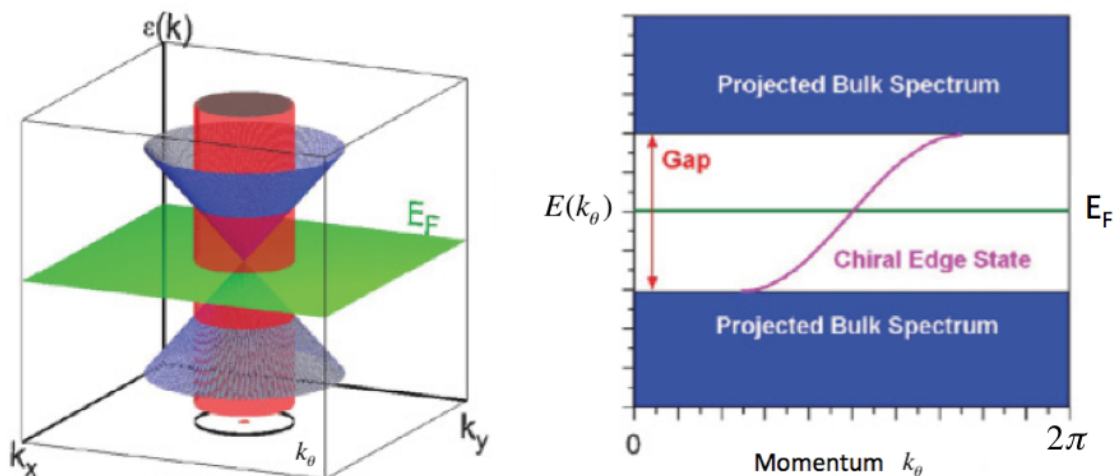 ε(k)
E_F
k_x
k_y
k_θ
Projected Bulk Spectrum
Gap
E(k_θ)
E_F
Chiral Edge State
Projected Bulk Spectrum
0
2π
Momentum k_θ